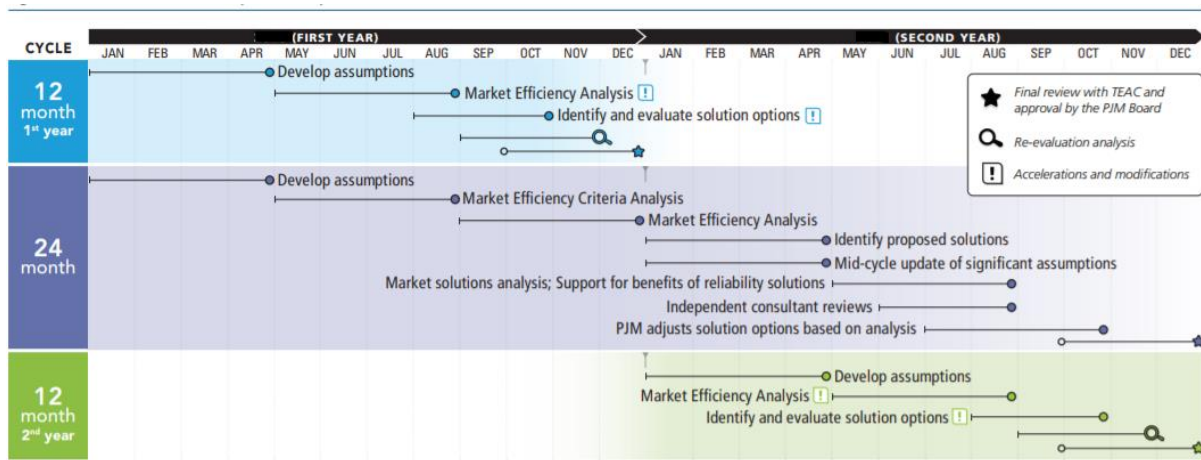 (FIRST YEAR) (SECOND YEAR)
CYCLE JAN FEB MAR APR MAY JUN JUL AUG SEP OCT NOV DEC JAN FEB MAR APR MAY JUN JUL AUG SEP OCT NOV DEC
12
month
1st year
Develop assumptions
Market Efficiency Analysis
Identify and evaluate solution options
Final review with TEAC and
approval by the PJM Board
Re-evaluation analysis
Accelerations and modifications
24
month
Develop assumptions
Market Efficiency Criteria Analysis
Market Efficiency Analysis
Identify proposed solutions
Mid-cycle update of significant assumptions
Market solutions analysis; Support for benefits of reliability solutions
Independent consultant reviews
PJM adjusts solution options based on analysis
12
month
2nd year
Develop assumptions
Market Efficiency Analysis
Identify and evaluate solution options